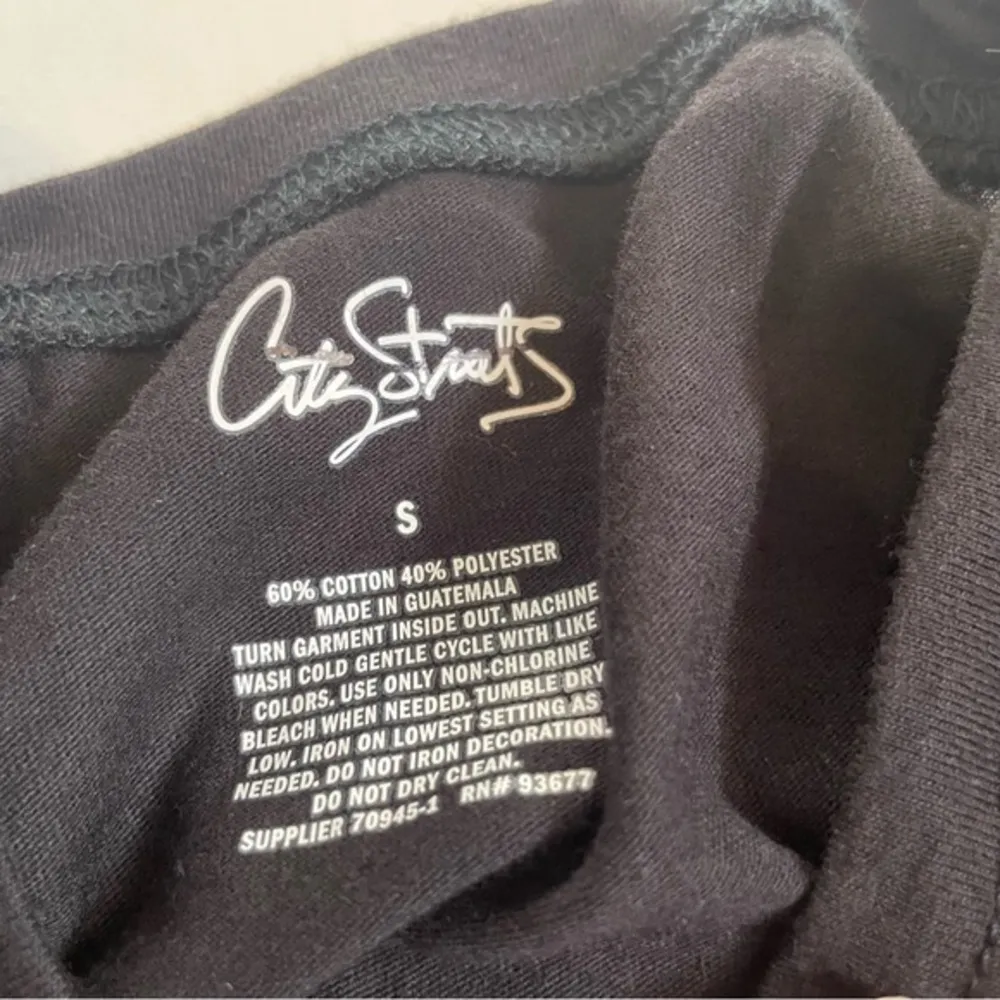 City Streets
S
60% COTTON 40% POLYESTER
MADE IN GUATEMALA
TURN GARMENT INSIDE OUT. MACHINE
WASH COLD GENTLE CYCLE WITH LIKE
COLORS. USE ONLY NON-CHLORINE
BLEACH WHEN NEEDED. TUMBLE DRY
LOW. IRON ON LOWEST SETTING AS
NEEDED. DO NOT IRON DECORATION.
DO NOT DRY CLEAN.
SUPPLIER 70945-1 RN# 93677